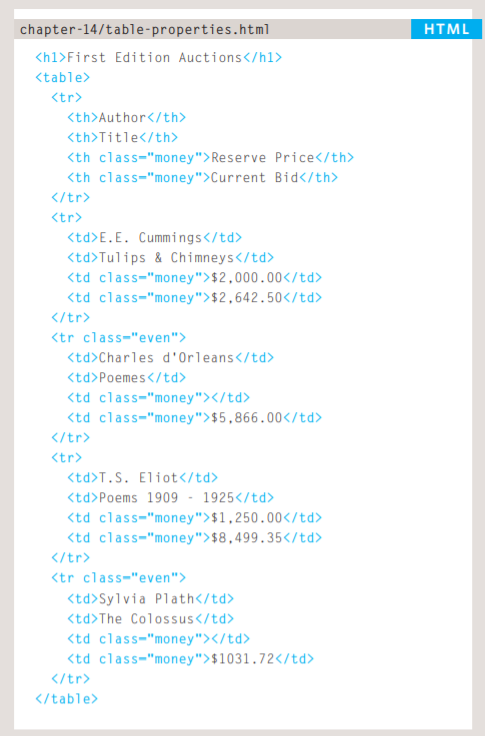 chapter-14/table-properties.html HTML
<h1>First Edition Auctions</h1>
<table>
<tr>
<th>Author</th>
<th>Title</th>
<th class="money">Reserve Price</th>
<th class="money">Current Bid</th>
</tr>
<tr>
<td>E.E. Cummings</td>
<td>Tulips & Chimneys</td>
<td class="money">$2,000.00</td>
<td class="money">$2,642.50</td>
</tr>
<tr class="even">
<td>Charles d'Orleans</td>
<td>Poemes</td>
<td class="money"></td>
<td class="money">$5,866.00</td>
</tr>
<tr>
<td>T.S. Eliot</td>
<td>Poems 1909 - 1925</td>
<td class="money">$1,250.00</td>
<td class="money">$8,499.35</td>
</tr>
<tr class="even">
<td>Sylvia Plath</td>
<td>The Colossus</td>
<td class="money"></td>
<td class="money">$1031.72</td>
</tr>
</table>